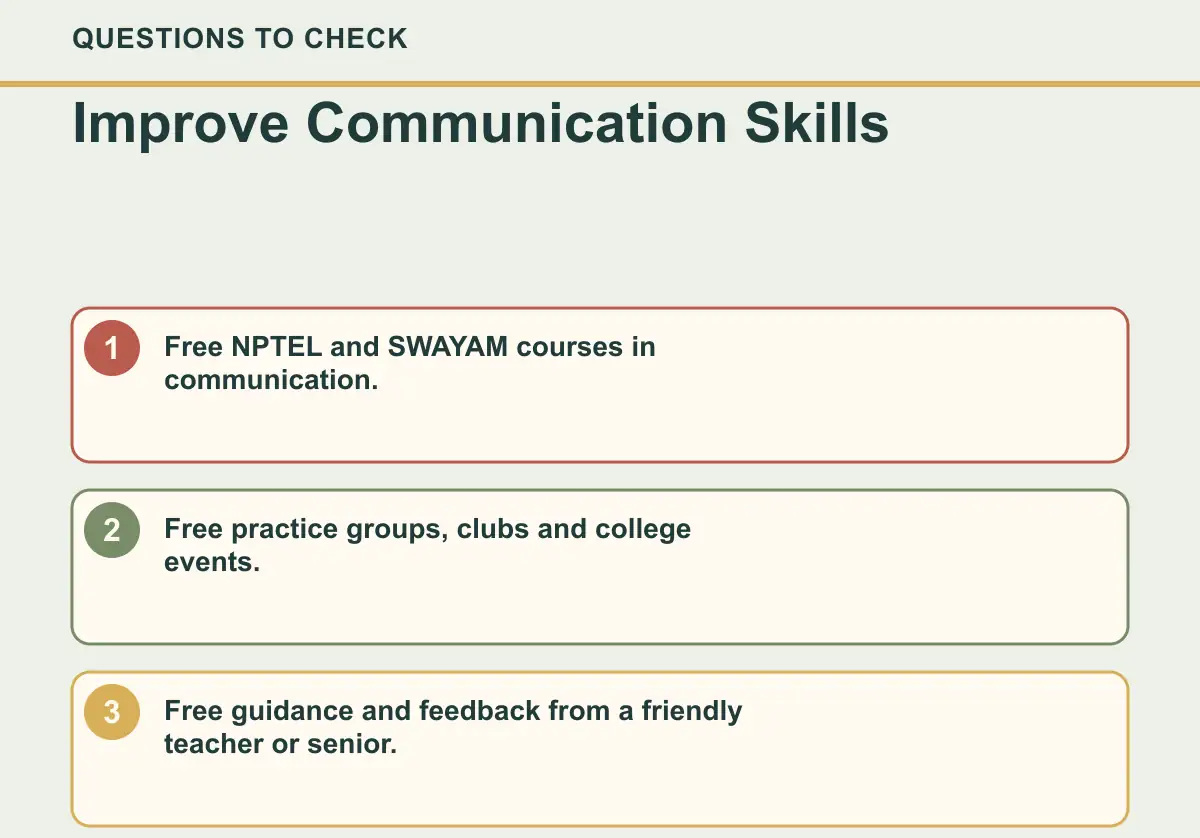 QUESTIONS TO CHECK
Improve Communication Skills
1
Free NPTEL and SWAYAM courses in
communication.
2
Free practice groups, clubs and college
events.
3
Free guidance and feedback from a friendly
teacher or senior.